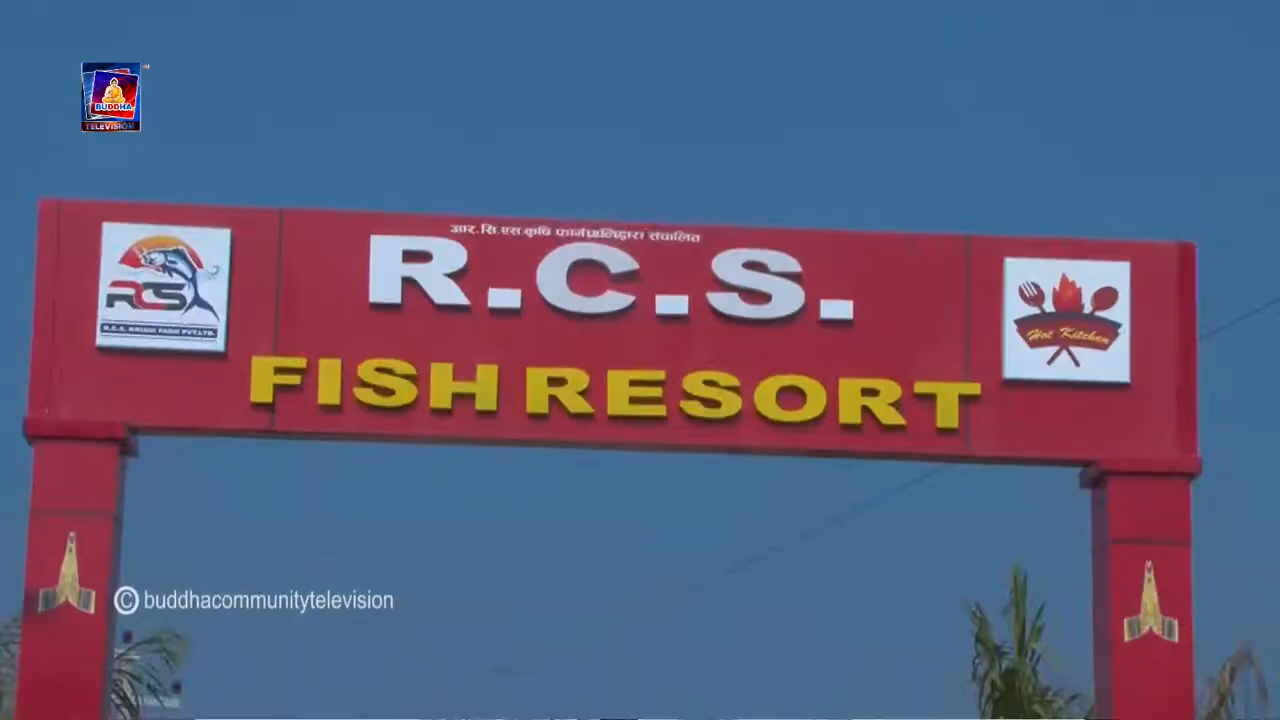 BUDDHA
TELEVISION
आर.सि.एस.कृषि फार्मप्रालिद्वारा संचालित
R.C.S.
FISH RESORT
RCS
R.C.S. KRISHI FARM PVT.LTD.
Hot Kitchen
© buddhacommunitytelevision